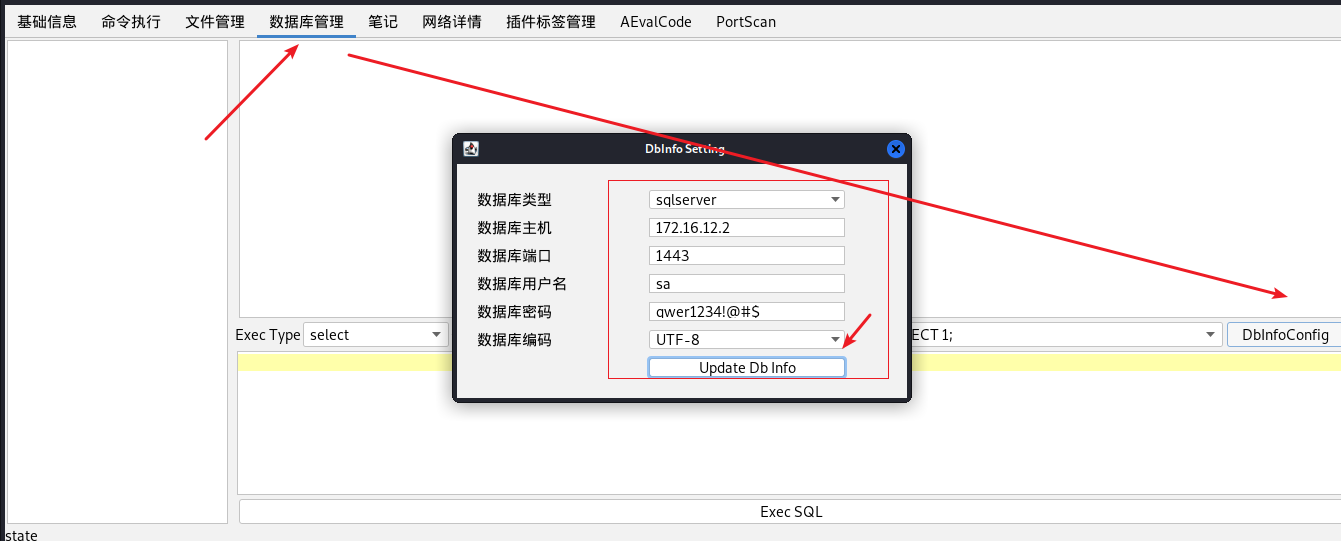 基础信息 命令执行 文件管理 数据库管理 笔记 网络详情 插件标签管理 AEvalCode PortScan
DbInfo Setting
数据库类型 sqlserver
数据库主机 172.16.12.2
数据库端口 1443
数据库用户名 sa
数据库密码 qwer1234!@#$
数据库编码 UTF-8
Update Db Info
Exec Type select ECT 1; DbInfoConfig
Exec SQL
state